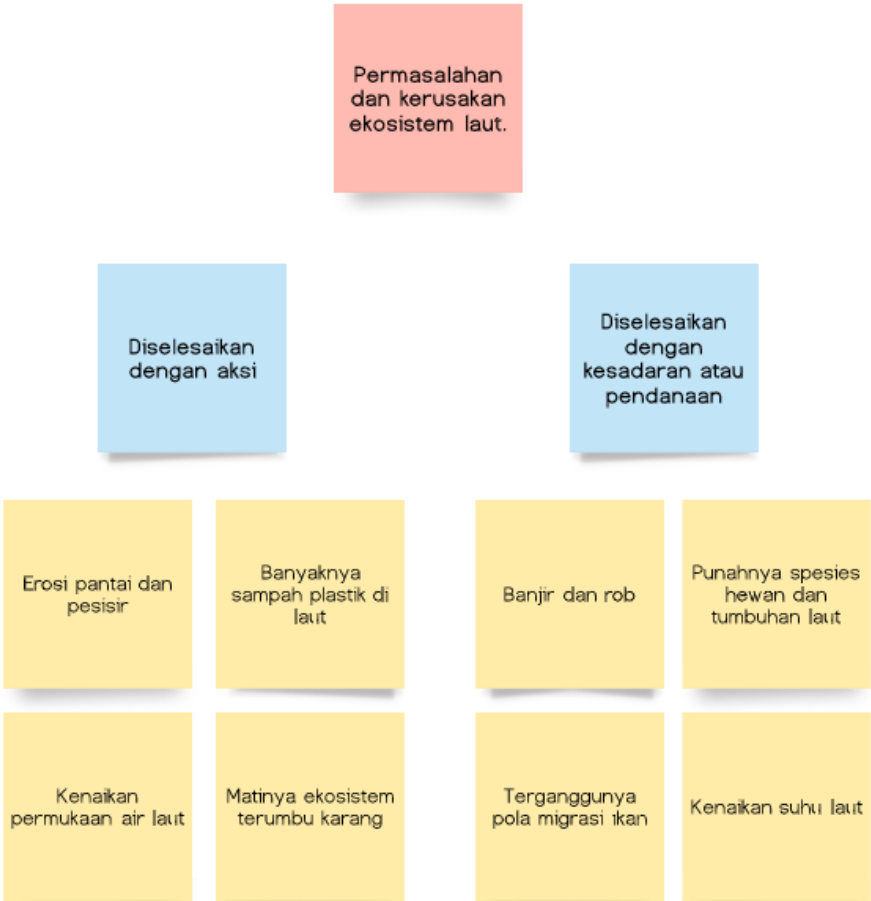 Permasalahan
dan kerusakan
ekosistem laut.
Diselesaikan
dengan aksi
Diselesaikan
dengan
kesadaran atau
pendanaan
Erosi pantai dan
pesisir
Banyaknya
sampah plastik di
laut
Banjir dan rob
Punahnya spesies
hewan dan
tumbuhan laut
Kenaikan
permukaan air laut
Matinya ekosistem
terumbu karang
Terganggunya
pola migrasi ikan
Kenaikan suhu laut